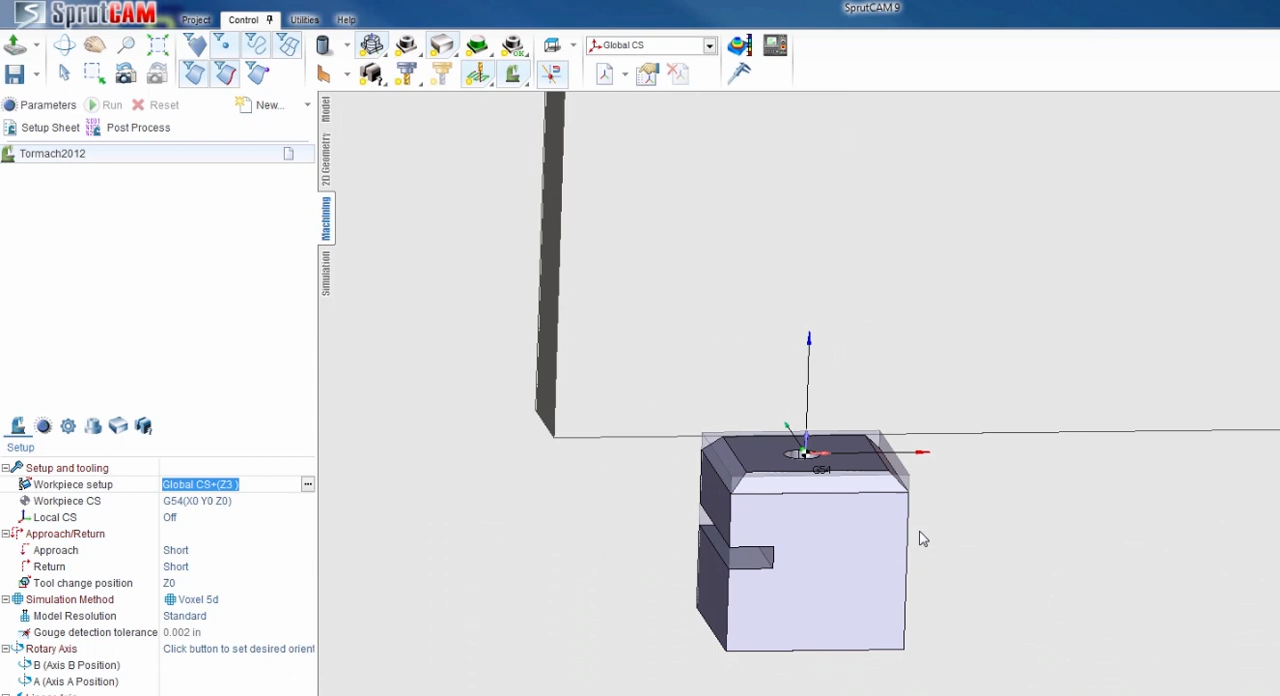 SprutCAM
Project
Control
Utilities
Help
SprutCAM 9
Global CS
Parameters
Run
Reset
New...
Setup Sheet
Post Process
Tormach2012
Model
2D Geometry
Machining
Simulation
G54
Setup
Setup and tooling
Workpiece setup Global CS+(Z3 )
Workpiece CS G54(X0 Y0 Z0)
Local CS Off
Approach/Return
Approach Short
Return Short
Tool change position Z0
Simulation Method Voxel 5d
Model Resolution Standard
Gouge detection tolerance 0.002 in
Rotary Axis Click button to set desired orient
B (Axis B Position)
A (Axis A Position)